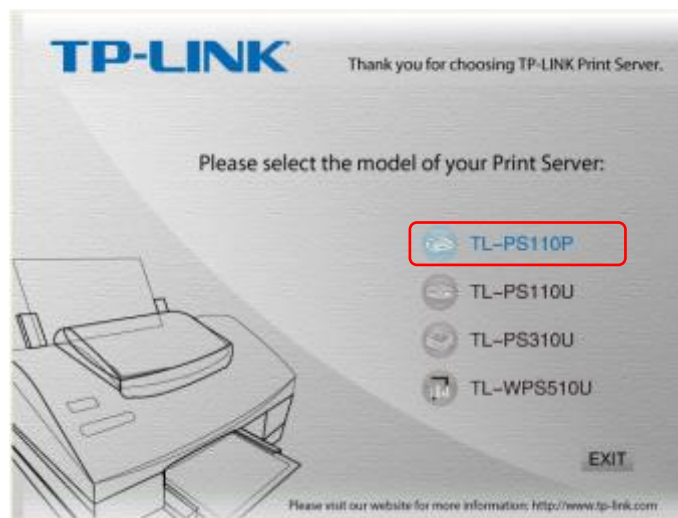 TP-LINK
Thank you for choosing TP-LINK Print Server.
Please select the model of your Print Server:
TL-PS110P
TL-PS110U
TL-PS310U
TL-WPS510U
EXIT
Please visit our website for more information: http://www.tp-link.com